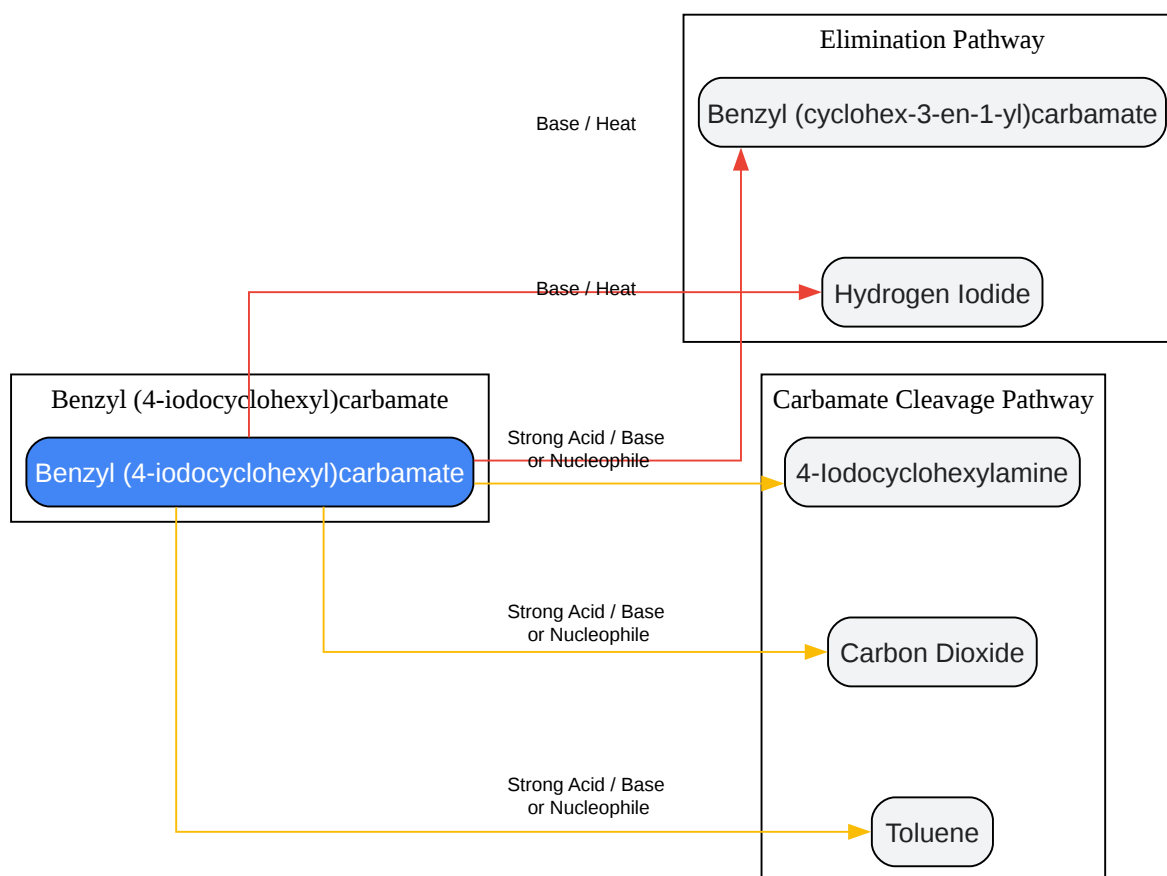 Elimination Pathway
Benzyl (cyclohex-3-en-1-yl)carbamate
Base / Heat
Hydrogen Iodide
Base / Heat
Benzyl (4-iodocyclohexyl)carbamate
Benzyl (4-iodocyclohexyl)carbamate
Strong Acid / Base
or Nucleophile
Carbamate Cleavage Pathway
4-Iodocyclohexylamine
Strong Acid / Base
or Nucleophile
Carbon Dioxide
Strong Acid / Base
or Nucleophile
Toluene